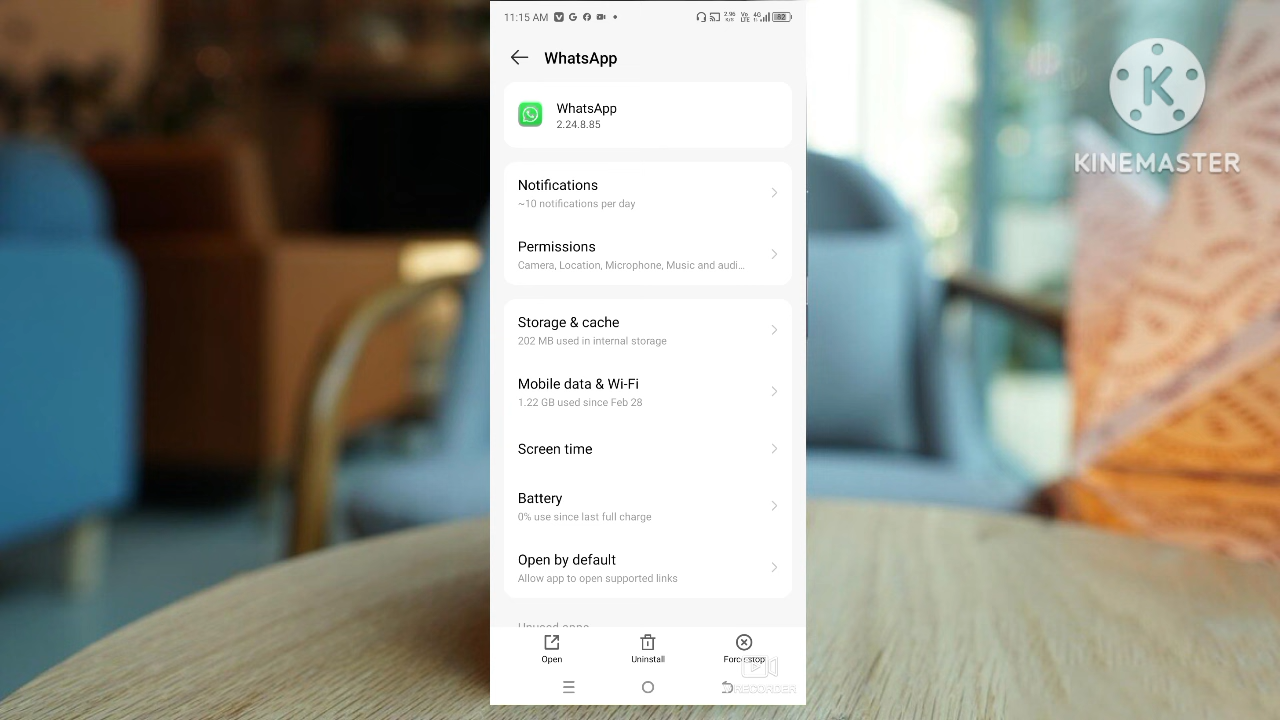 11:15 AM
WhatsApp
WhatsApp
2.24.8.85
Notifications
~10 notifications per day
Permissions
Camera, Location, Microphone, Music and audi...
Storage & cache
202 MB used in internal storage
Mobile data & Wi-Fi
1.22 GB used since Feb 28
Screen time
Battery
0% use since last full charge
Open by default
Allow app to open supported links
Unused apps
Open
Uninstall
Force stop
RECORDER
K
KINEMASTER